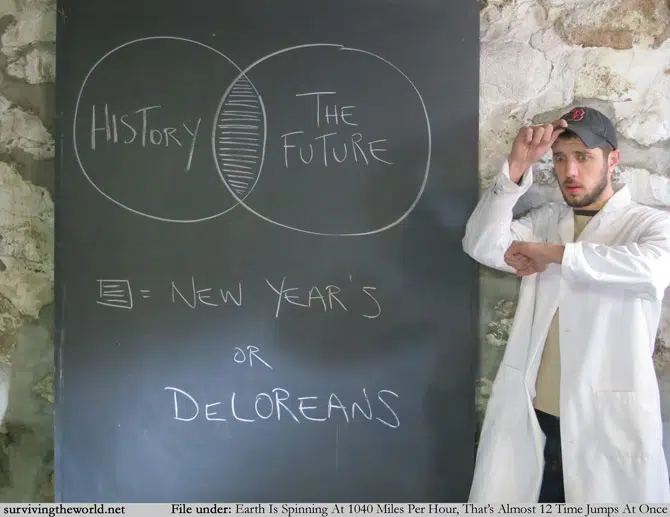 HISTORY
THE
FUTURE
= NEW YEAR'S
OR
DELOREANS
B
survivingtheworld.net File under: Earth Is Spinning At 1040 Miles Per Hour, That's Almost 12 Time Jumps At Once.